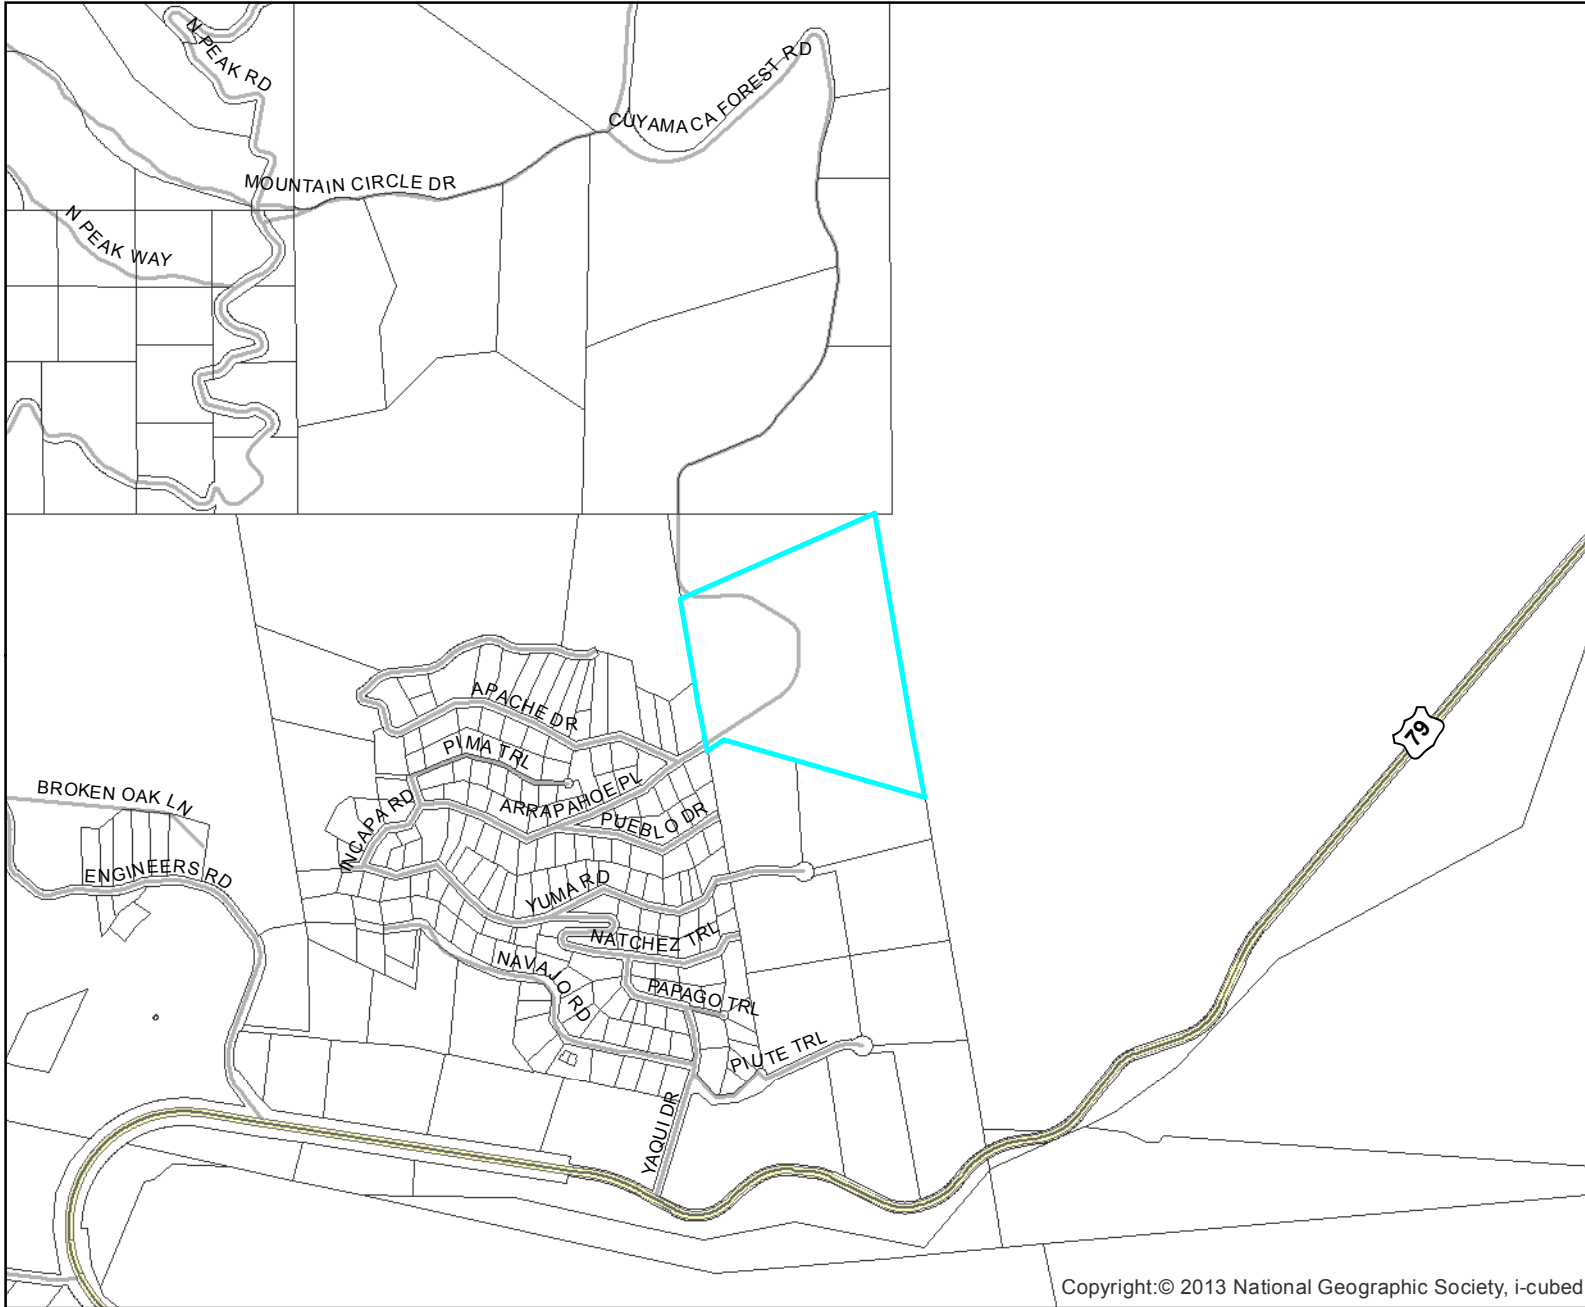 N PEAK RD
CUYAMACA FOREST RD
MOUNTAIN CIRCLE DR
N PEAK WAY
APACHE DR
PIMA TRL
79
BROKEN OAK LN
ARRAPAHOE PL
INCAPA RD
PUEBLO DR
ENGINEERS RD
YUMA RD
NATCHEZ TRL
NAVAJO RD
PAPAGO TRL
PIUTE TRL
YAQUI DR
Copyright:© 2013 National Geographic Society, i-cubed